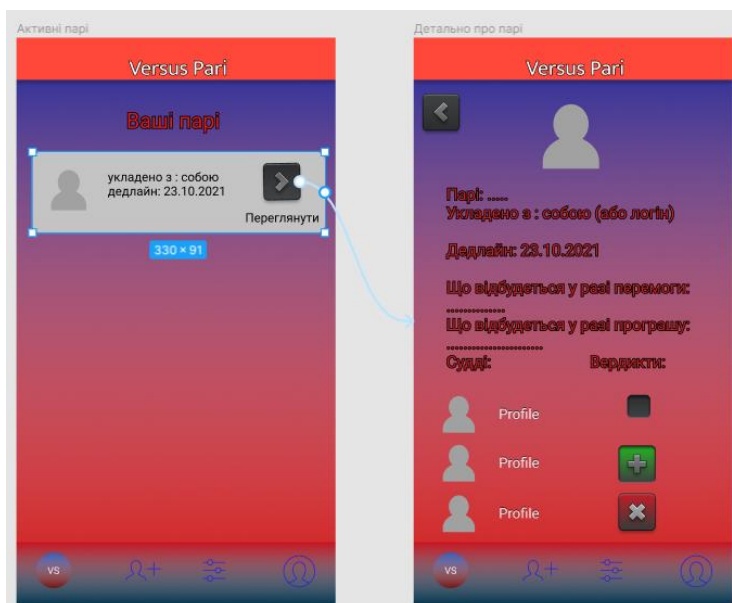 Активні парі
Versus Pari
Ваші парі
укладено з : собою
дедлайн: 23.10.2021
Переглянути
330 × 91
VS
Детально про парі
Versus Pari
Парі: .....
Укладено з : собою (або логін)
Дедлайн: 23.10.2021
Що відбудеться у разі перемоги:
..............
Що відбудеться у разі програшу:
.......................
Судді: Вердикти:
Profile
Profile
Profile
VS